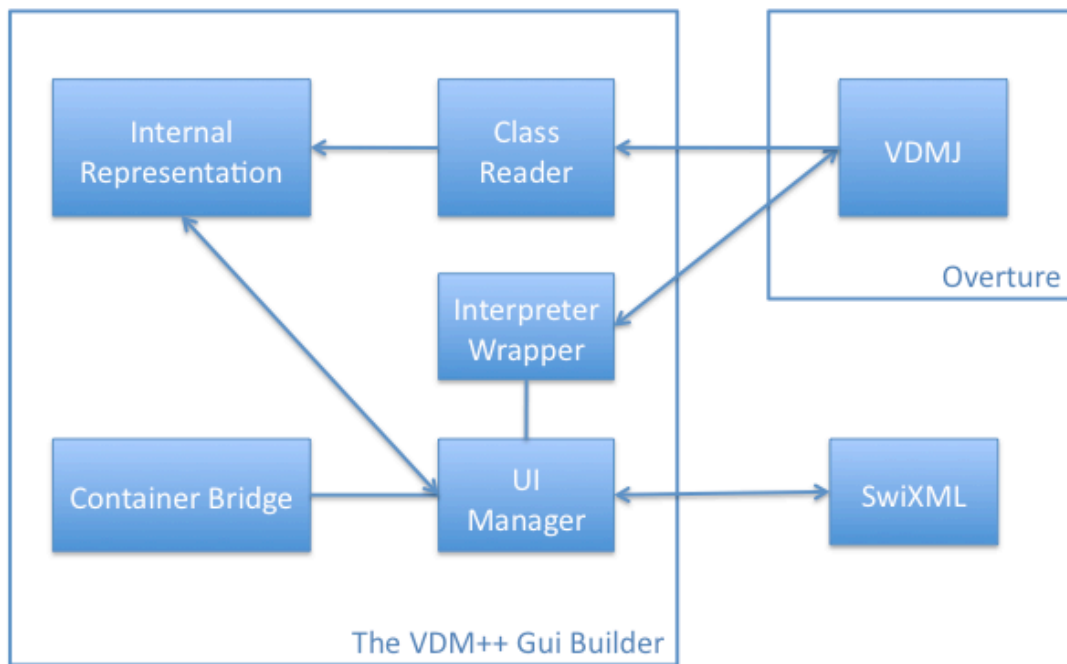 Internal
Representation
Class
Reader
VDMJ
Overture
Interpreter
Wrapper
Container Bridge
UI
Manager
SwiXML
The VDM++ Gui Builder